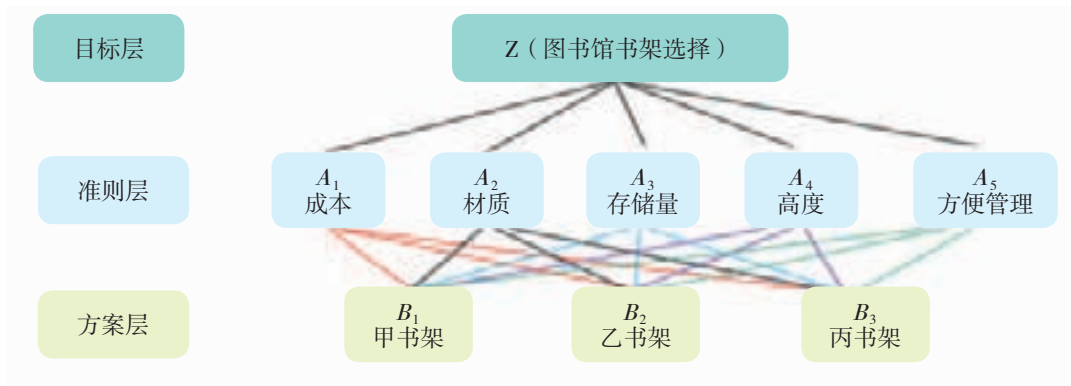 目标层
Z（图书馆书架选择）
准则层
A₁
成本
A₂
材质
A₃
存储量
A₄
高度
A₅
方便管理
方案层
B₁
甲书架
B₂
乙书架
B₃
丙书架